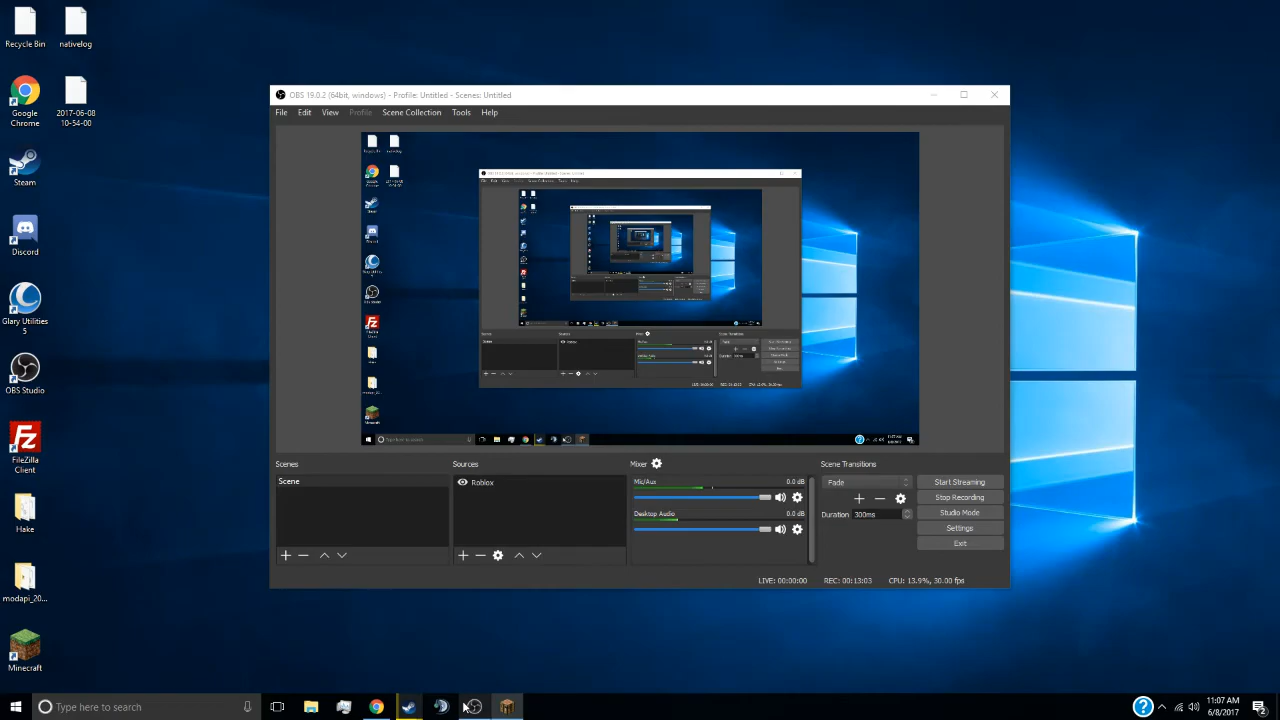 Recycle Bin
nativelog
Google Chrome
2017-06-08 10-54-00
Steam
Discord
Glary Utilities 5
OBS Studio
FileZilla Client
Hake
modapi_20...
Minecraft
OBS 19.0.2 (64bit, windows) - Profile: Untitled - Scenes: Untitled
File Edit View Profile Scene Collection Tools Help
Scenes
Scene
Sources
Roblox
Mixer
Mic/Aux 0.0 dB
Desktop Audio 0.0 dB
Scene Transitions
Fade
Duration 300ms
Start Streaming
Stop Recording
Studio Mode
Settings
Exit
LIVE: 00:00:00 REC: 00:13:03 CPU: 13.9%, 30.00 fps
Type here to search
11:07 AM
6/8/2017
2